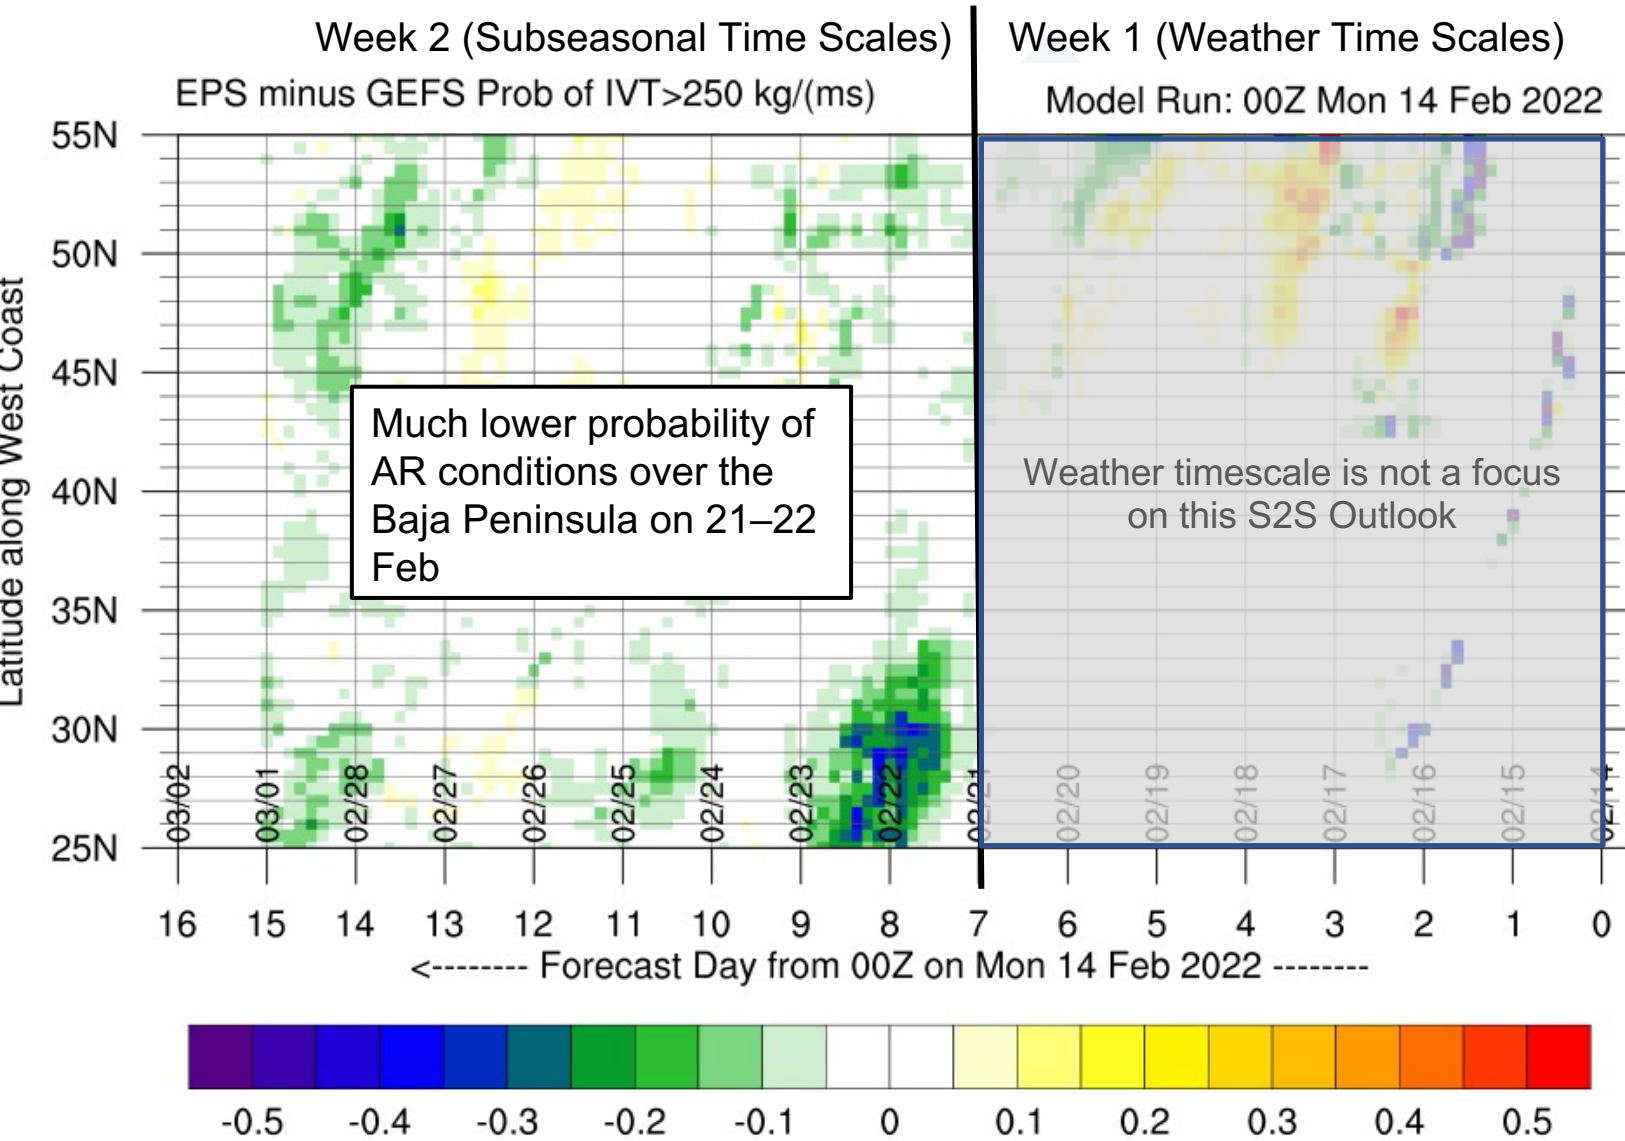 Week 2 (Subseasonal Time Scales)
Week 1 (Weather Time Scales)
EPS minus GEFS Prob of IVT>250 kg/(ms)
Model Run: 00Z Mon 14 Feb 2022
Latitude along West Coast
55N
50N
45N
40N
35N
30N
25N
Much lower probability of
AR conditions over the
Baja Peninsula on 21–22
Feb
Weather timescale is not a focus
on this S2S Outlook
03/02
03/01
02/28
02/27
02/26
02/25
02/24
02/23
02/22
02/21
02/20
02/19
02/18
02/17
02/16
02/15
02/14
16 15 14 13 12 11 10 9 8 7 6 5 4 3 2 1 0
<-------- Forecast Day from 00Z on Mon 14 Feb 2022 --------
-0.5 -0.4 -0.3 -0.2 -0.1 0 0.1 0.2 0.3 0.4 0.5